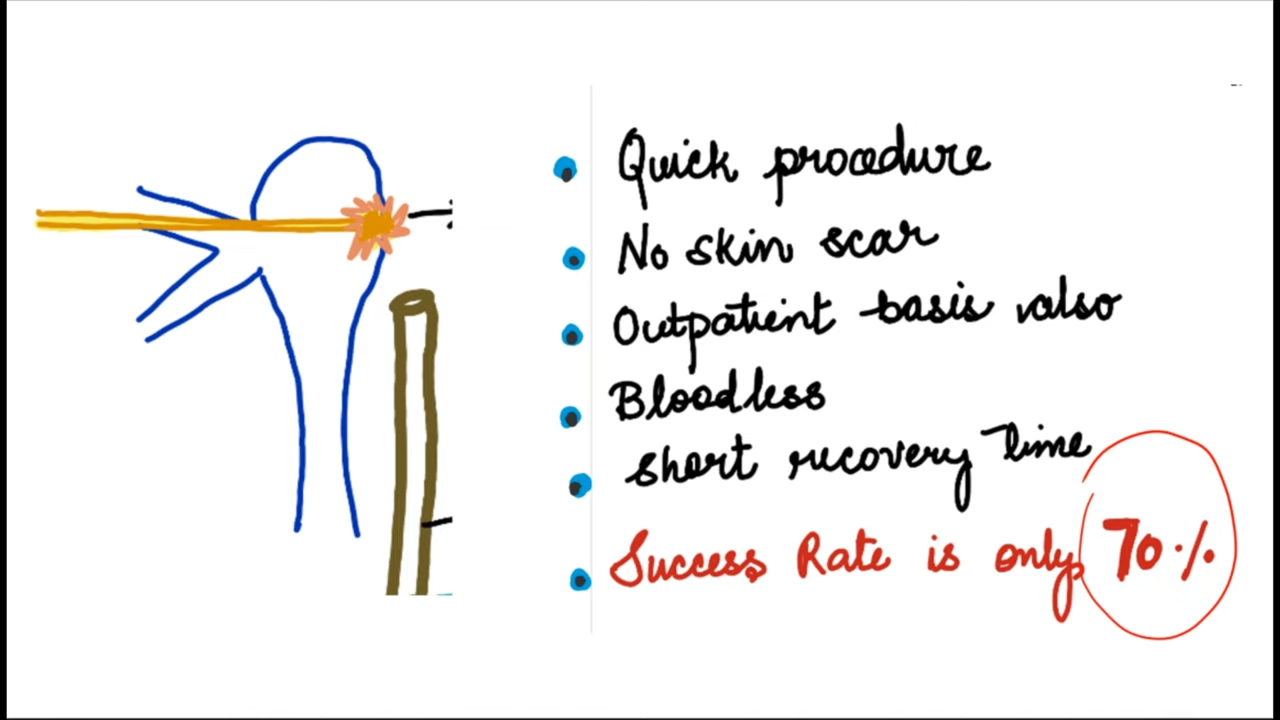 Quick procedure
No skin scar
Outpatient basis also
Bloodless
short recovery Time
Success Rate is only 70%